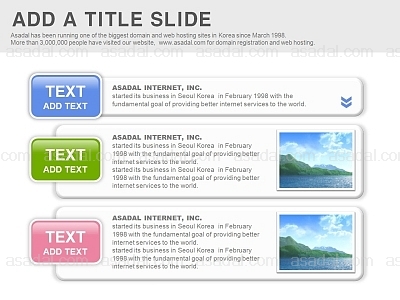 ADD A TITLE SLIDE
Asadal has been running one of the biggest domain and web hosting sites in Korea since March 1998.
More than 3,000,000 people have visited our website, www.asadal.com for domain registration and web hosting.
TEXT
ADD TEXT
ASADAL INTERNET, INC.
started its business in Seoul Korea in February 1998 with the
fundamental goal of providing better internet services to the world.
TEXT
ADD TEXT
ASADAL INTERNET, INC.
started its business in Seoul Korea in February
1998 with the fundamental goal of providing better
internet services to the world.
started its business in Seoul Korea in February
1998 with the fundamental goal of providing better
internet services to the world.
TEXT
ADD TEXT
ASADAL INTERNET, INC.
started its business in Seoul Korea in February
1998 with the fundamental goal of providing better
internet services to the world.
started its business in Seoul Korea in February
1998 with the fundamental goal of providing better
internet services to the world.